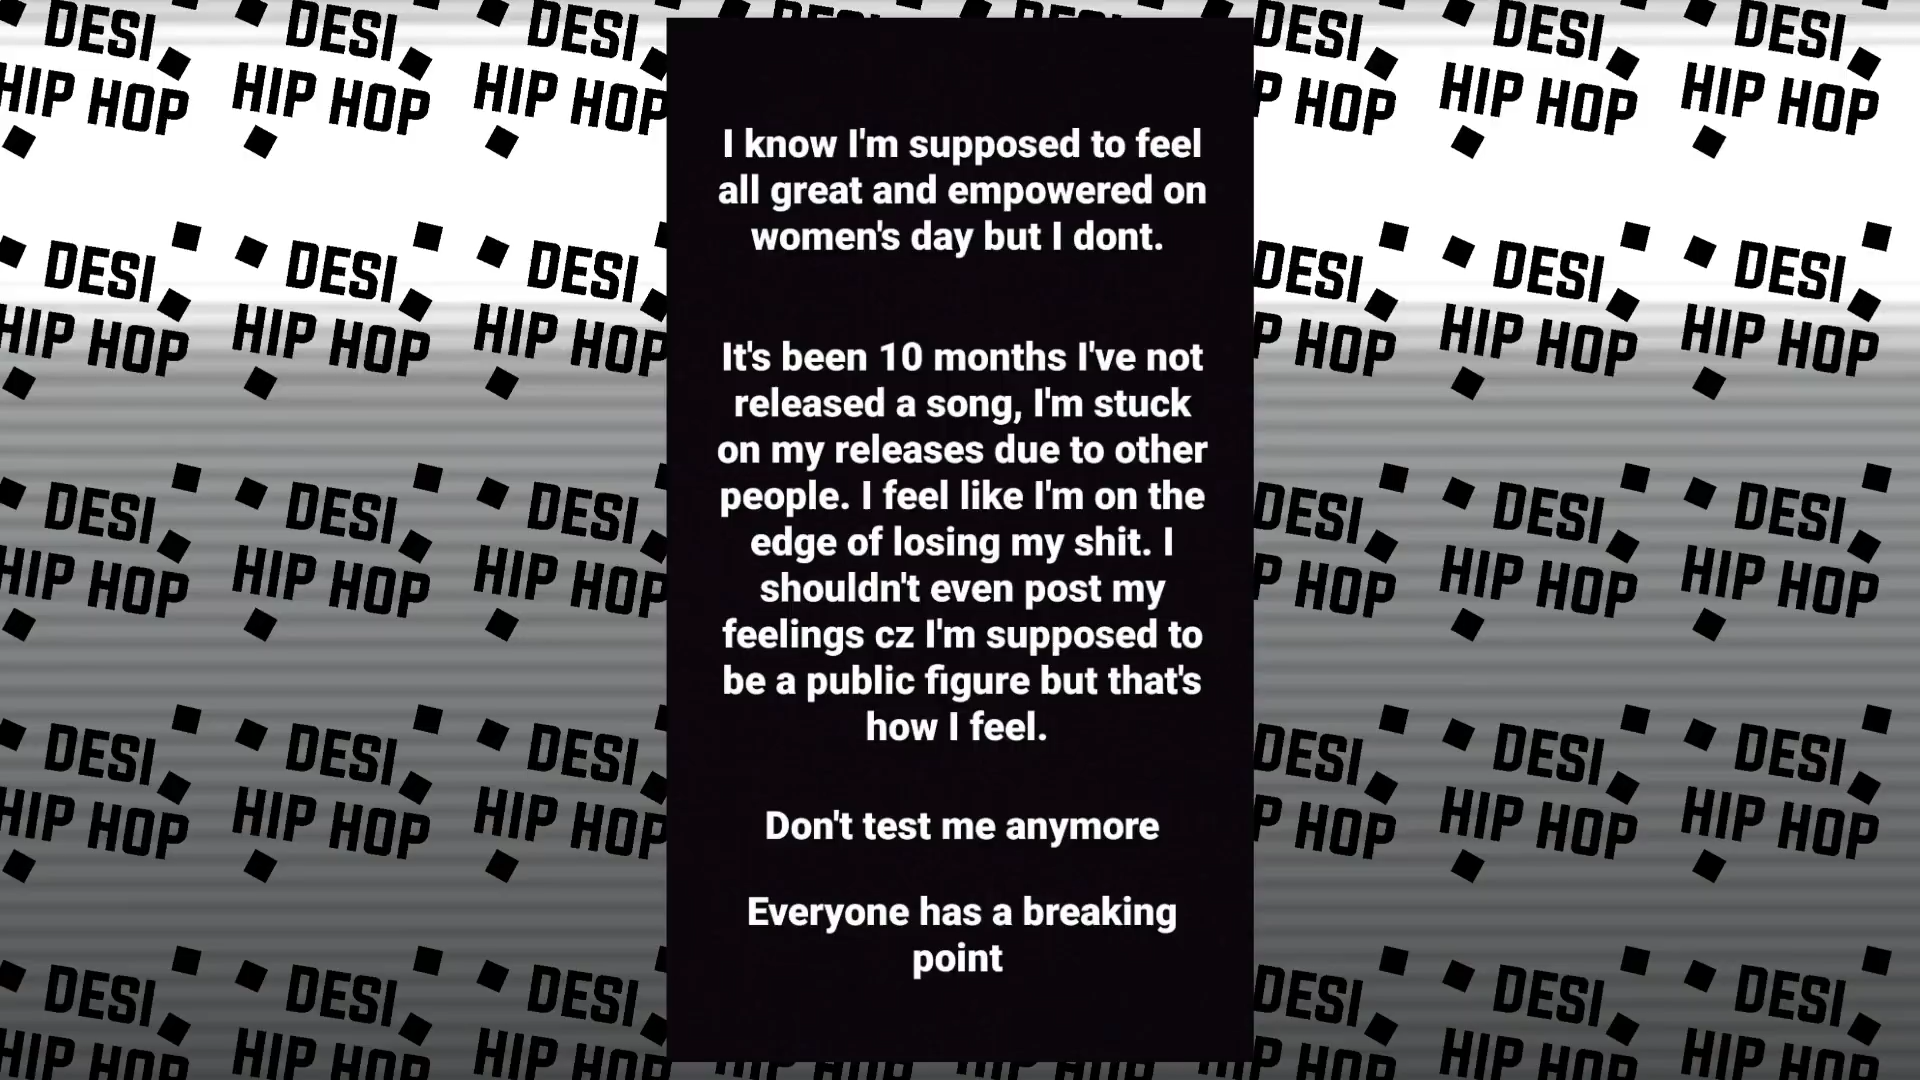 DESI
HIP HOP
I know I'm supposed to feel
all great and empowered on
women's day but I dont.
It's been 10 months I've not
released a song, I'm stuck
on my releases due to other
people. I feel like I'm on the
edge of losing my shit. I
shouldn't even post my
feelings cz I'm supposed to
be a public figure but that's
how I feel.
Don't test me anymore
Everyone has a breaking
point